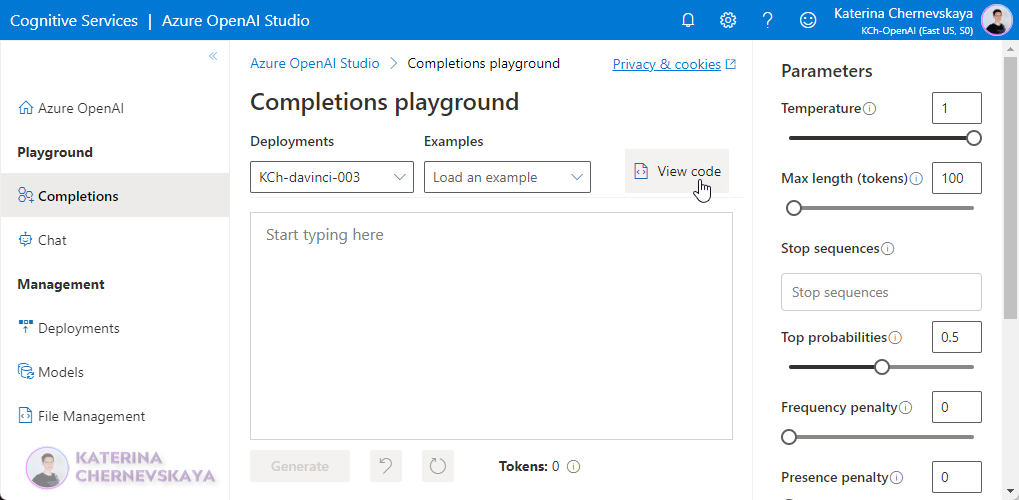 Cognitive Services | Azure OpenAI Studio
Katerina Chernevskaya
KCh-OpenAI (East US, S0)
Azure OpenAI
Playground
Completions
Chat
Management
Deployments
Models
File Management
KATERINA
CHERNEVSKAYA
Azure OpenAI Studio > Completions playground
Privacy & cookies
Completions playground
Deployments
Examples
KCh-davinci-003
Load an example
View code
Start typing here
Generate
Tokens: 0
Parameters
Temperature
1
Max length (tokens)
100
Stop sequences
Stop sequences
Top probabilities
0.5
Frequency penalty
0
Presence penalty
0